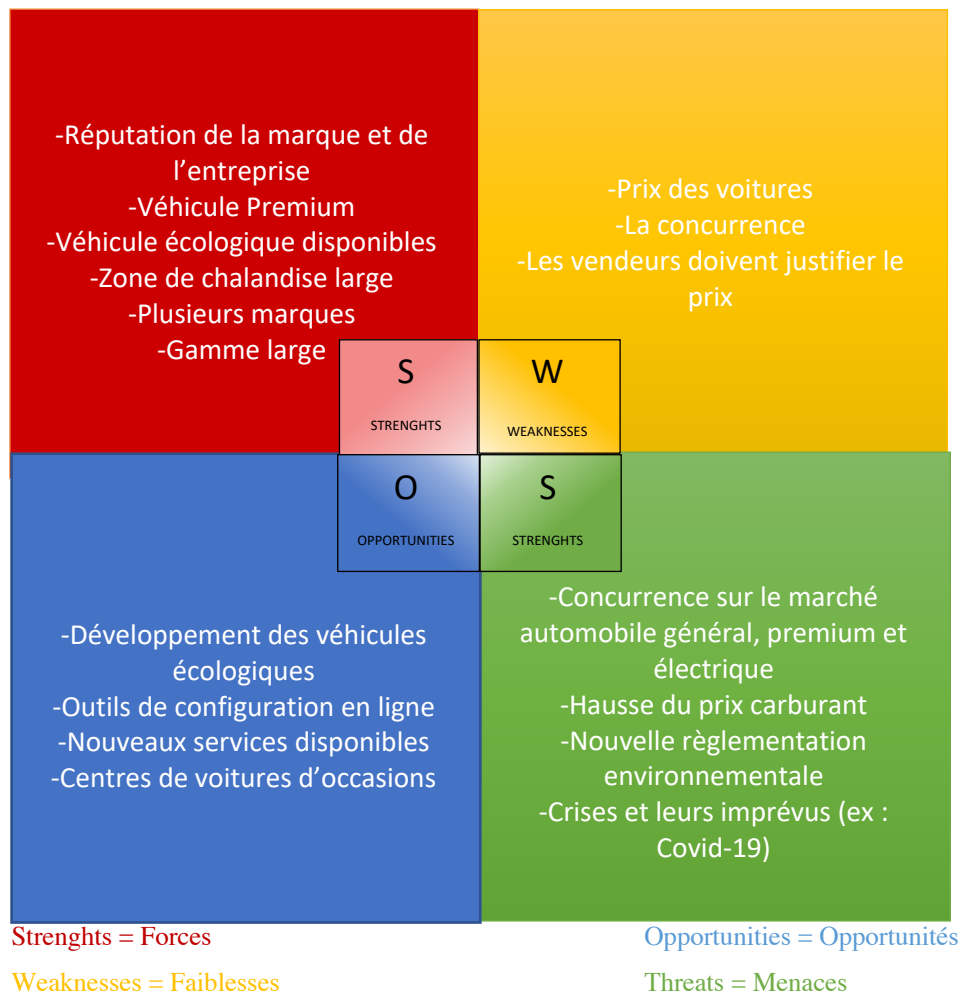 -Réputation de la marque et de
l’entreprise
-Véhicule Premium
-Véhicule écologique disponibles
-Zone de chalandise large
-Plusieurs marques
-Gamme large
-Prix des voitures
-La concurrence
-Les vendeurs doivent justifier le
prix
S
STRENGHTS
W
WEAKNESSES
O
OPPORTUNITIES
S
STRENGHTS
-Développement des véhicules
écologiques
-Outils de configuration en ligne
-Nouveaux services disponibles
-Centres de voitures d’occasions
-Concurrence sur le marché
automobile général, premium et
électrique
-Hausse du prix carburant
-Nouvelle règlementation
environnementale
-Crises et leurs imprévus (ex :
Covid-19)
Strenghts = Forces
Opportunities = Opportunités
Weaknesses = Faiblesses
Threats = Menaces